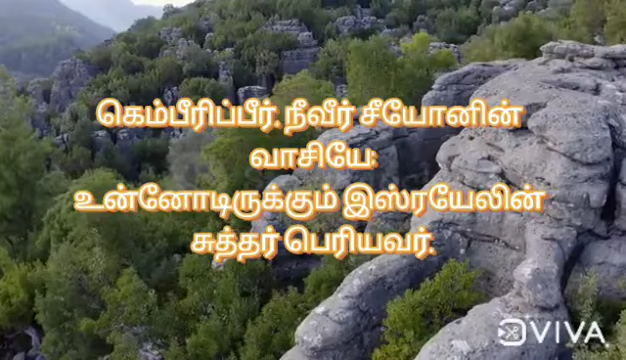 கெம்பீரிப்பீர், நீவீர் சீயோனின்
வாசியே;
உன்னோடிருக்கும் இஸ்ரயேலின்
சுத்தர் பெரியவர்.
VIVA